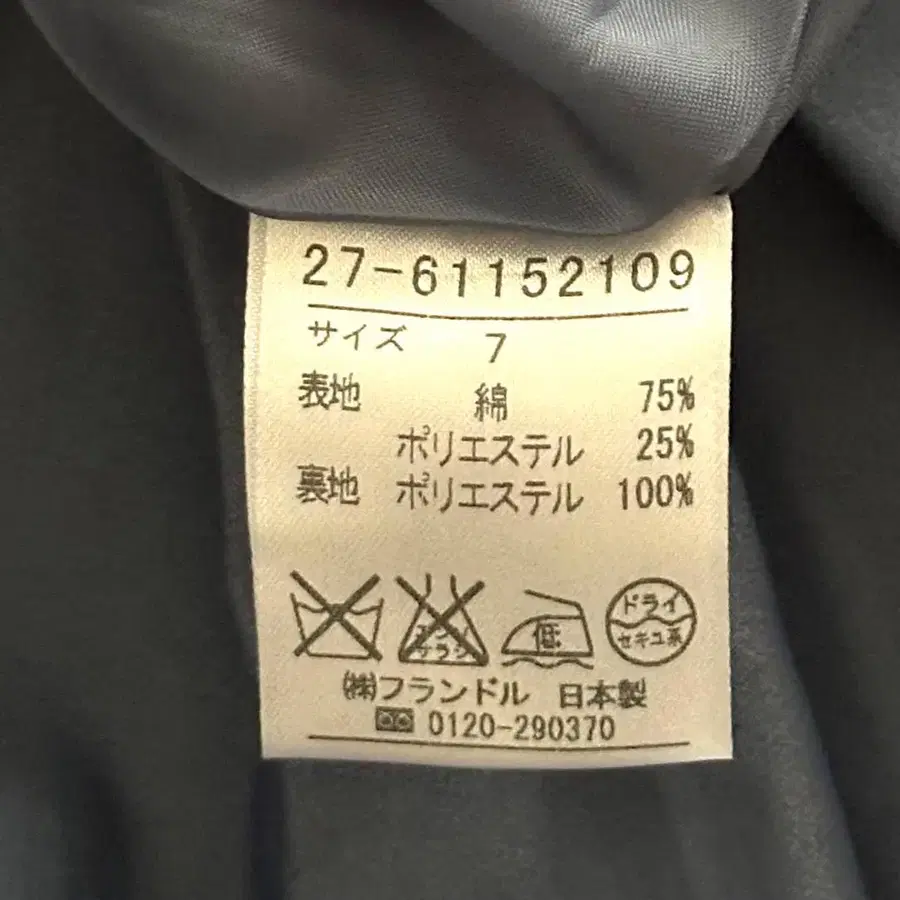 27-61152109
サイズ 7
表地 綿 75%
ポリエステル 25%
裏地 ポリエステル 100%
低
ドライ
セキユ系
㈱フランドル 日本製
0120-290370